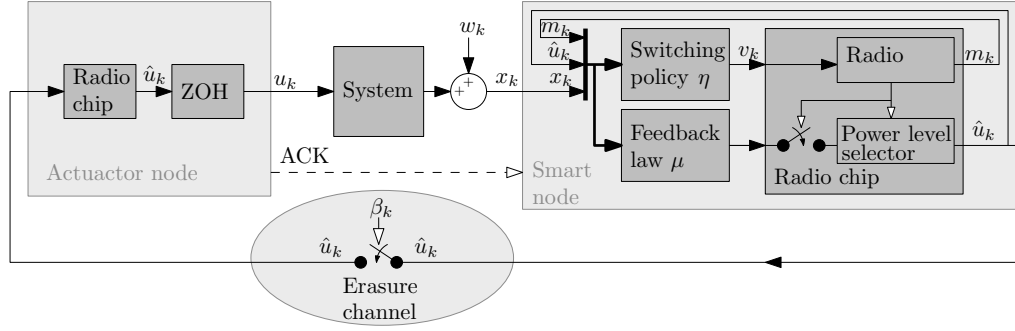 Radio chip
û_k
ZOH
u_k
System
w_k
+
+
x_k
Actuactor node
ACK
Smart node
m_k
û_k
x_k
Switching policy η
v_k
Radio
m_k
Feedback law μ
Power level selector
û_k
Radio chip
β_k
û_k
û_k
Erasure channel